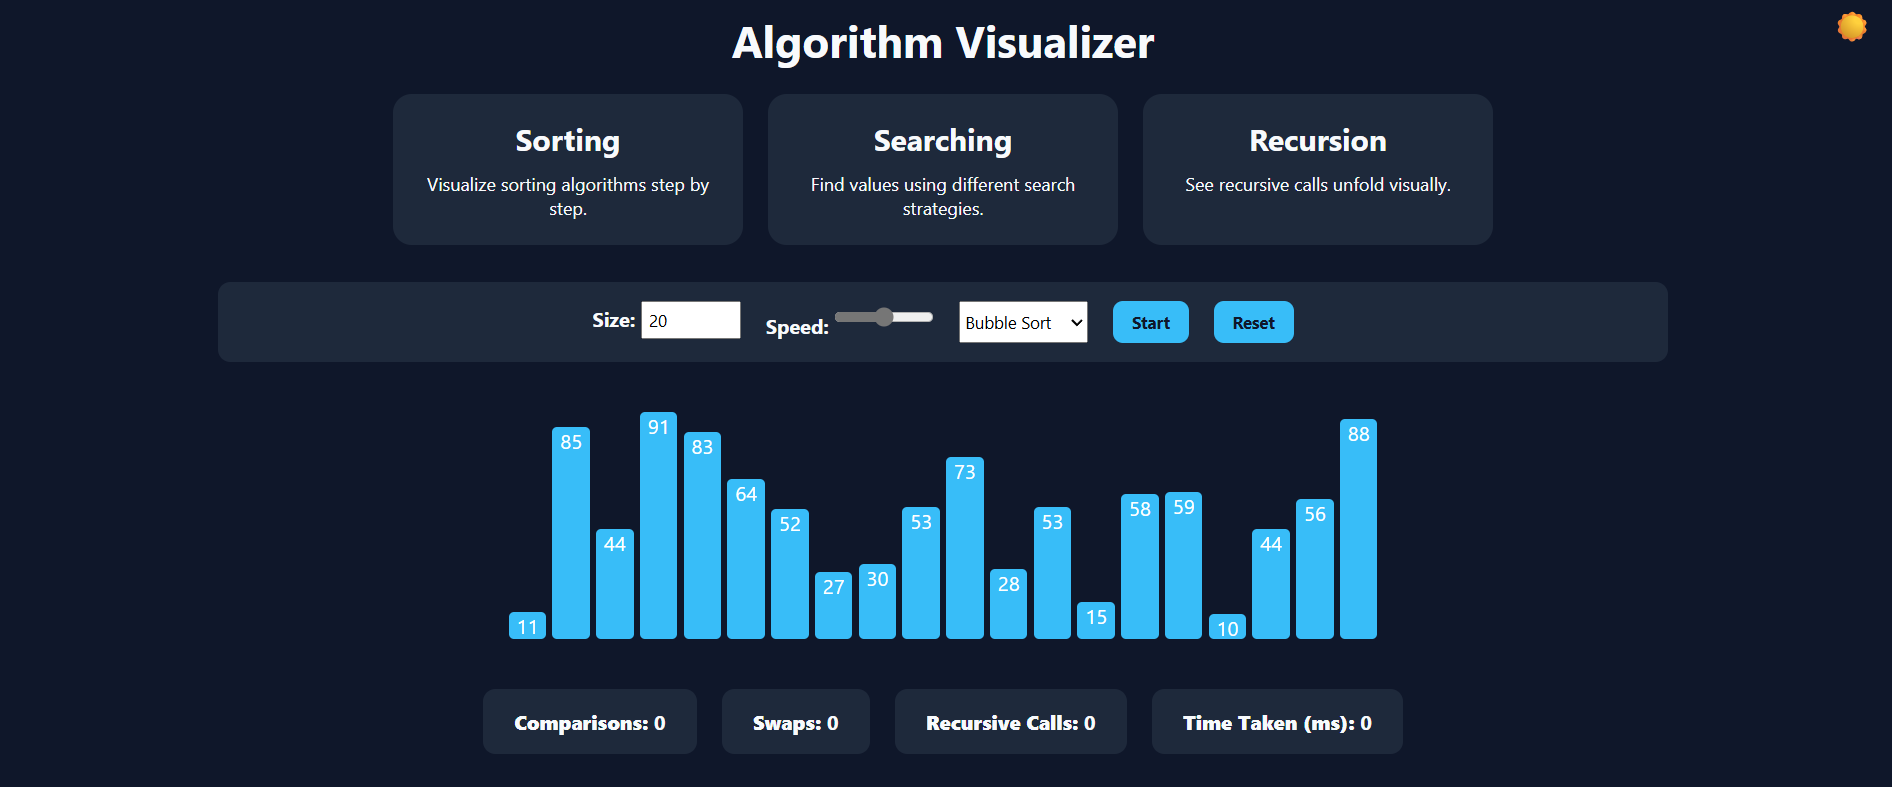 Algorithm Visualizer
Sorting
Visualize sorting algorithms step by
step.
Searching
Find values using different search
strategies.
Recursion
See recursive calls unfold visually.
Size: 20 Speed: Bubble Sort Start Reset
11 85 44 91 83 64 52 27 30 53 73 28 53 15 58 59 10 44 56 88
Comparisons: 0 Swaps: 0 Recursive Calls: 0 Time Taken (ms): 0